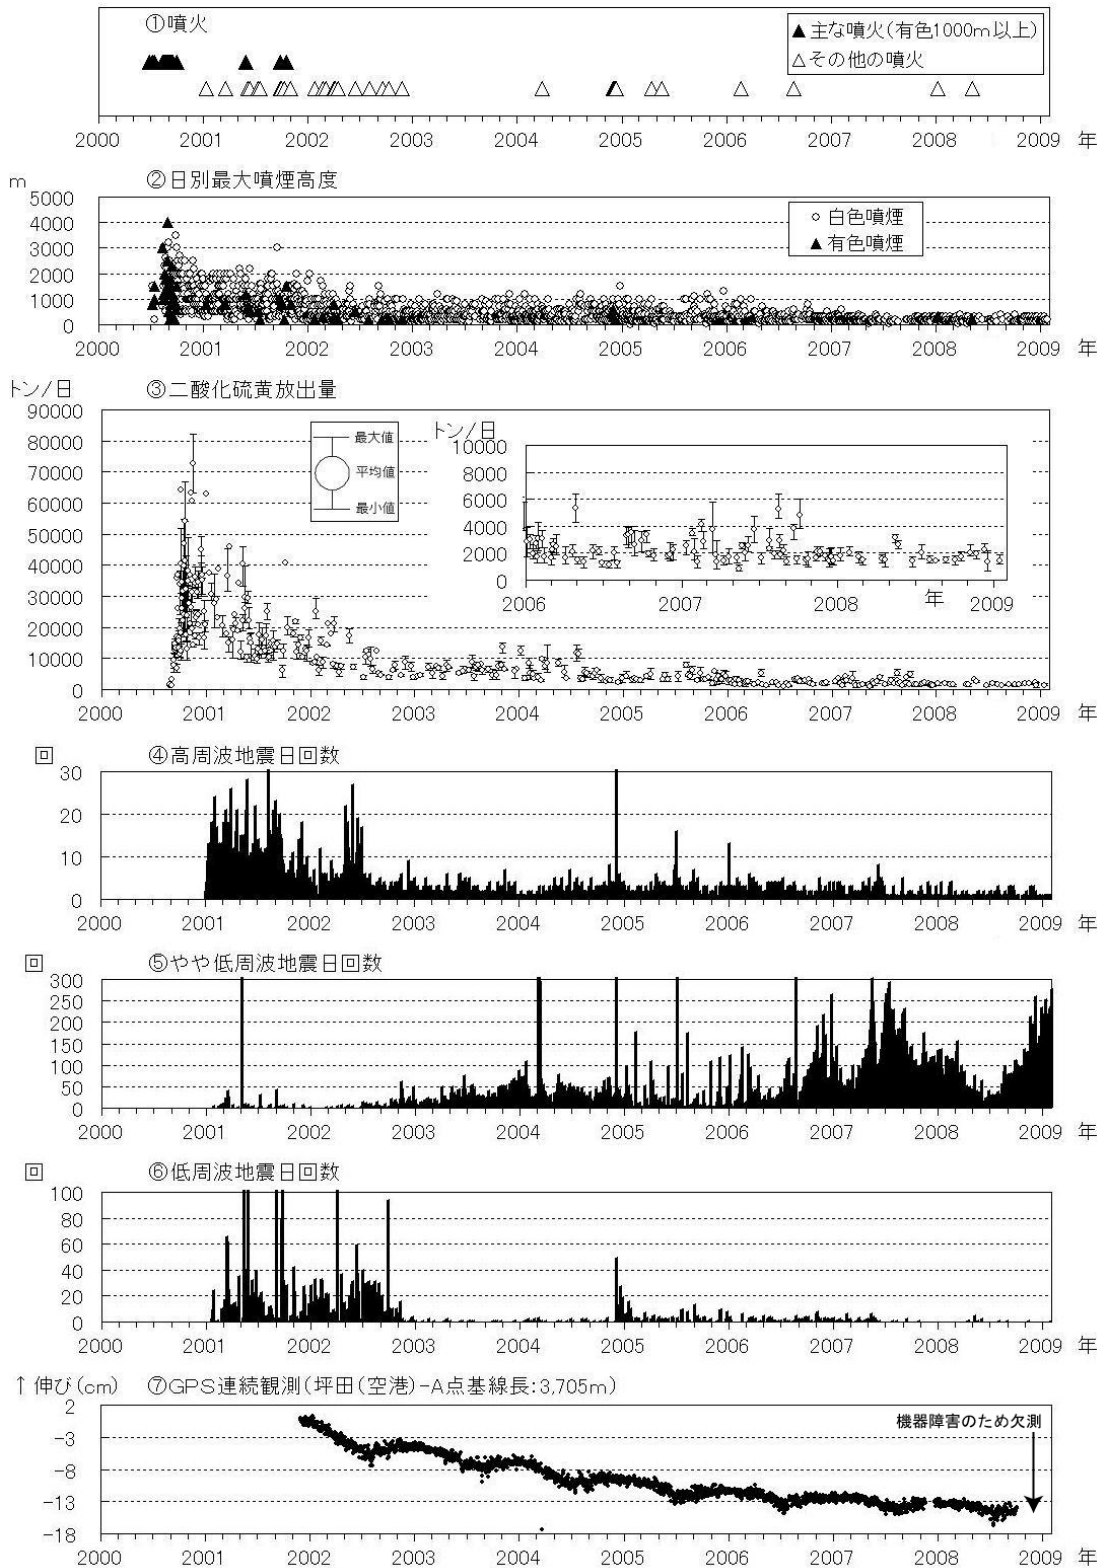 ①噴火
▲主な噴火(有色1000m以上)
△その他の噴火
2000 2001 2002 2003 2004 2005 2006 2007 2008 2009 年
m ②日別最大噴煙高度
5000
4000
3000
2000
1000
0
○ 白色噴煙
▲ 有色噴煙
2000 2001 2002 2003 2004 2005 2006 2007 2008 2009 年
トン/日 ③二酸化硫黄放出量
90000
80000
70000
60000
50000
40000
30000
20000
10000
0
最大値
平均値
最小値
トン/日
10000
8000
6000
4000
2000
0
2006 2007 2008 2009
年
2000 2001 2002 2003 2004 2005 2006 2007 2008 2009 年
回 ④高周波地震日回数
30
20
10
0
2000 2001 2002 2003 2004 2005 2006 2007 2008 2009 年
回 ⑤やや低周波地震日回数
300
250
200
150
100
50
0
2000 2001 2002 2003 2004 2005 2006 2007 2008 2009 年
回 ⑥低周波地震日回数
100
80
60
40
20
0
2000 2001 2002 2003 2004 2005 2006 2007 2008 2009 年
↑伸び(cm) ⑦GPS連続観測(坪田(空港)-A点基線長:3,705m)
2
-3
-8
-13
-18
機器障害のため欠測
2000 2001 2002 2003 2004 2005 2006 2007 2008 2009 年